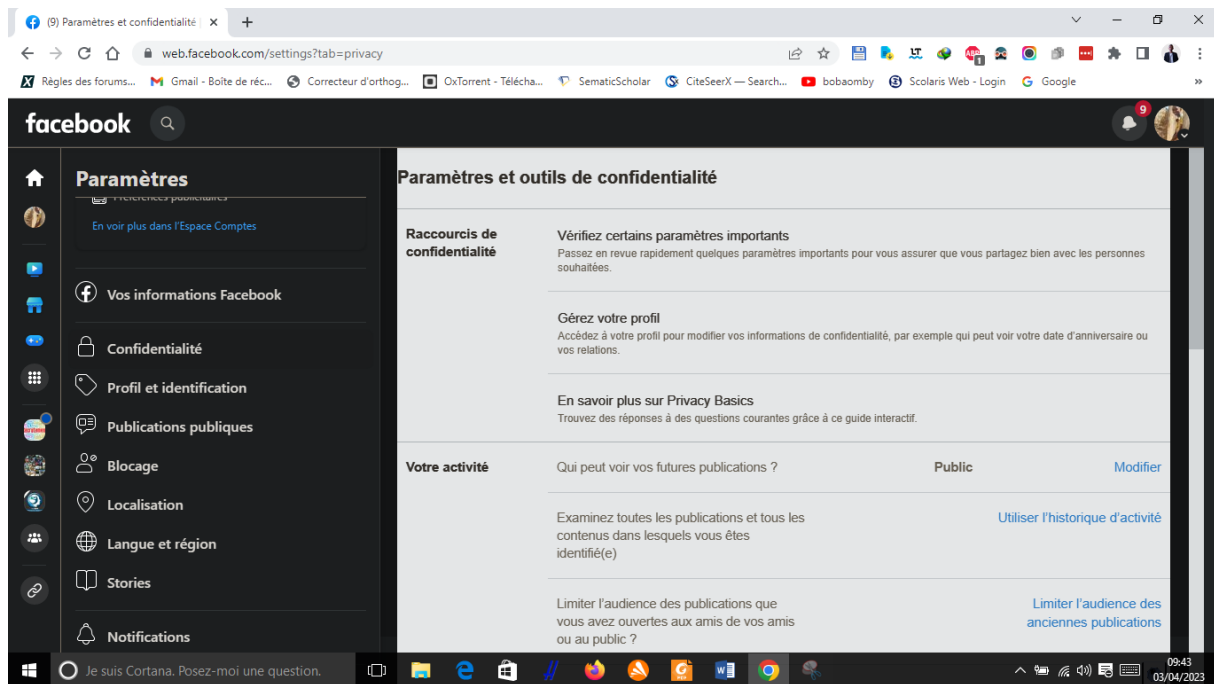 (9) Paramètres et confidentialité
web.facebook.com/settings?tab=privacy
Règles des forums... Gmail - Boîte de réc... Correcteur d'orthog... OxTorrent - Télécha... SematicScholar CiteSeerX — Search... bobaomby Scolaris Web - Login Google »
facebook
9
Paramètres
Préférences publicitaires
En voir plus dans l'Espace Comptes
Vos informations Facebook
Confidentialité
Profil et identification
Publications publiques
Blocage
Localisation
Langue et région
Stories
Notifications
Paramètres et outils de confidentialité
Raccourcis de
confidentialité
Vérifiez certains paramètres importants
Passez en revue rapidement quelques paramètres importants pour vous assurer que vous partagez bien avec les personnes
souhaitées.
Gérez votre profil
Accédez à votre profil pour modifier vos informations de confidentialité, par exemple qui peut voir votre date d'anniversaire ou
vos relations.
En savoir plus sur Privacy Basics
Trouvez des réponses à des questions courantes grâce à ce guide interactif.
Votre activité
Qui peut voir vos futures publications ? Public Modifier
Examinez toutes les publications et tous les
contenus dans lesquels vous êtes
identifié(e)
Utiliser l'historique d'activité
Limiter l'audience des publications que
vous avez ouvertes aux amis de vos amis
ou au public ?
Limiter l'audience des
anciennes publications
Je suis Cortana. Posez-moi une question.
09:43
03/04/2023